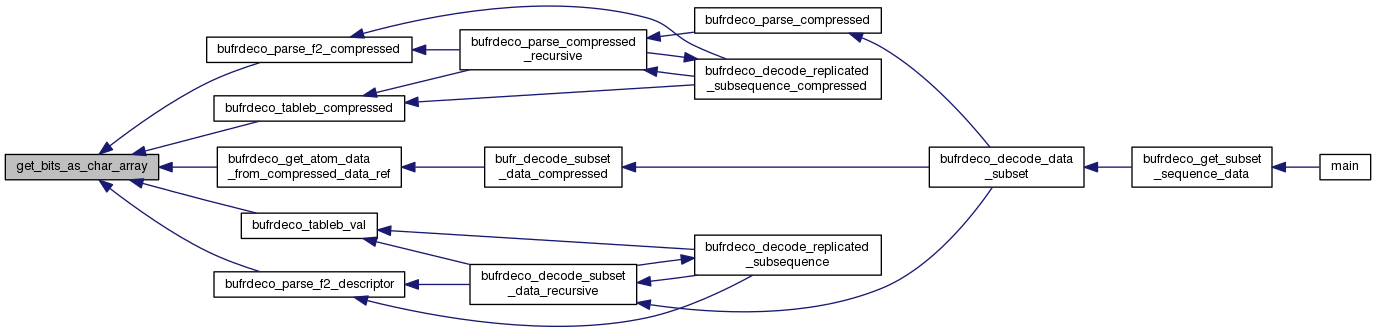 get_bits_as_char_array
bufrdeco_parse_f2_compressed
bufrdeco_tableb_compressed
bufrdeco_get_atom_data
_from_compressed_data_ref
bufrdeco_tableb_val
bufrdeco_parse_f2_descriptor
bufrdeco_parse_compressed
_recursive
bufr_decode_subset
_data_compressed
bufrdeco_decode_subset
_data_recursive
bufrdeco_parse_compressed
bufrdeco_decode_replicated
_subsequence_compressed
bufrdeco_decode_replicated
_subsequence
bufrdeco_decode_data
_subset
bufrdeco_get_subset
_sequence_data
main